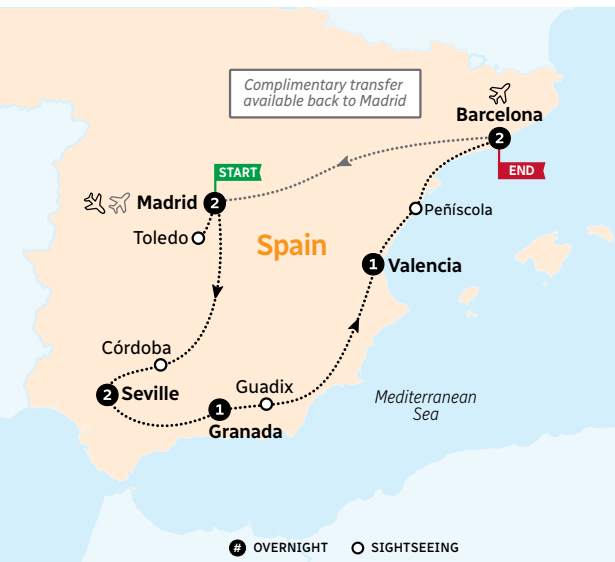 Complimentary transfer
available back to Madrid
Barcelona
2
END
START
Madrid 2
Toledo
Spain
Peñíscola
1 Valencia
Córdoba
2 Seville
Guadix
1
Granada
Mediterranean
Sea
# OVERNIGHT SIGHTSEEING